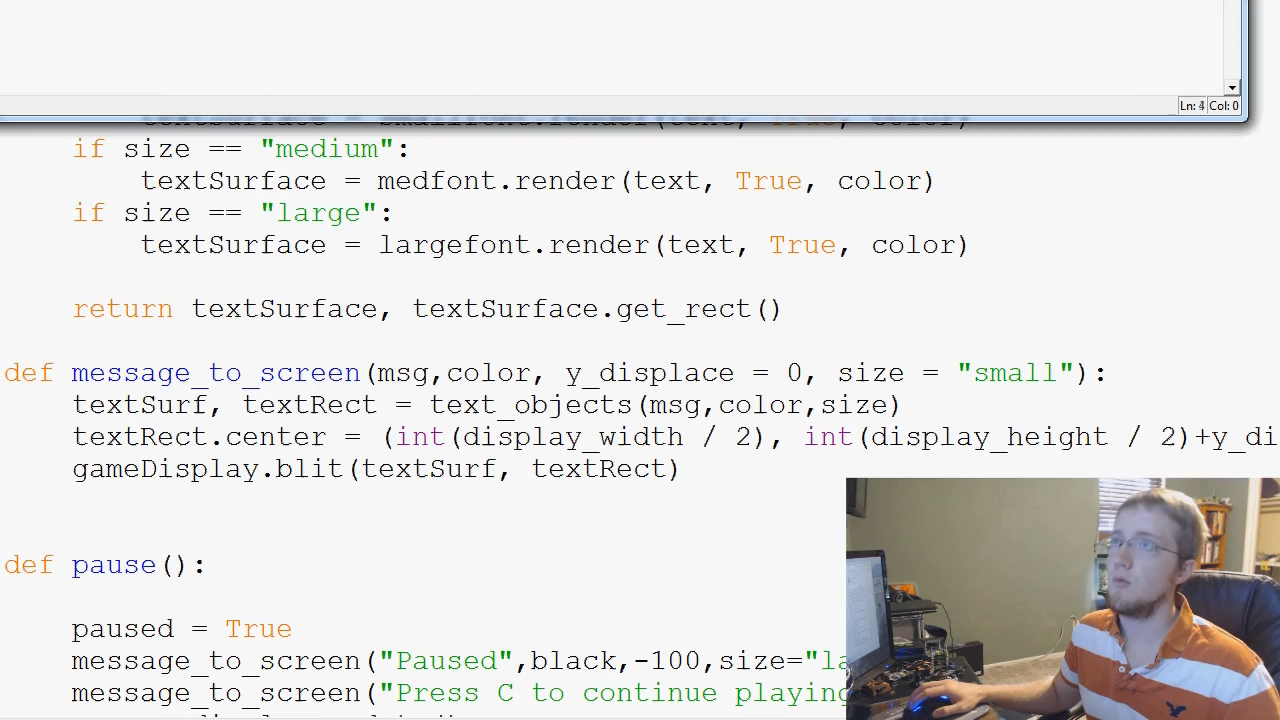 Ln: 4 Col: 0
if size == "medium":
textSurface = medfont.render(text, True, color)
if size == "large":
textSurface = largefont.render(text, True, color)
return textSurface, textSurface.get_rect()
def message_to_screen(msg,color, y_displace = 0, size = "small"):
textSurf, textRect = text_objects(msg,color,size)
textRect.center = (int(display_width / 2), int(display_height / 2)+y_di
gameDisplay.blit(textSurf, textRect)
def pause():
paused = True
message_to_screen("Paused",black,-100,size="la
message_to_screen("Press C to continue playing